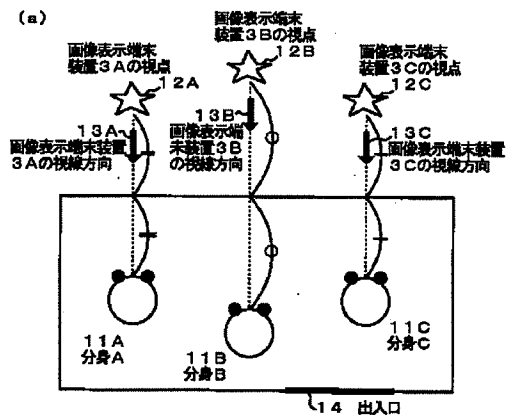 (a)
画像表示端末
装置3Aの視点
12A
画像表示端末
装置3Bの視点
12B
画像表示端末
装置3Cの視点
12C
13A
画像表示端末装置
3Aの視線方向
13B
画像表示端
末装置3B
の視線方向
13C
画像表示端末装置
3Cの視線方向
11A
分身A
11B
分身B
11C
分身C
14 出入口